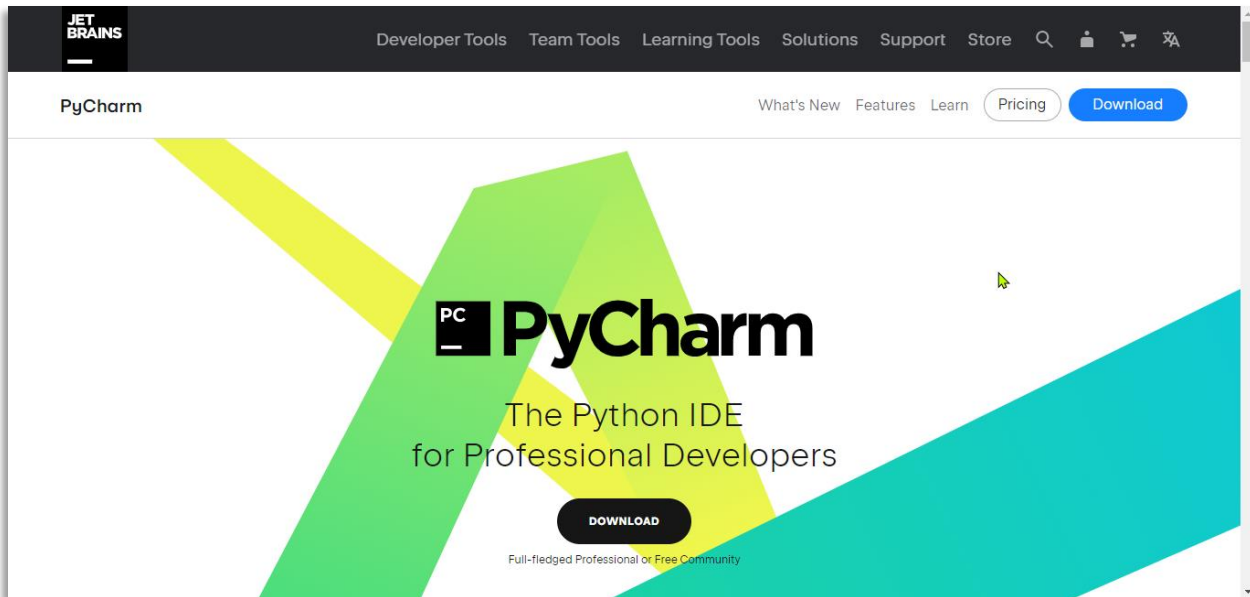 JET
BRAINS
Developer Tools Team Tools Learning Tools Solutions Support Store
PyCharm
What's New Features Learn Pricing Download
PC
PyCharm
The Python IDE
for Professional Developers
DOWNLOAD
Full-fledged Professional or Free Community